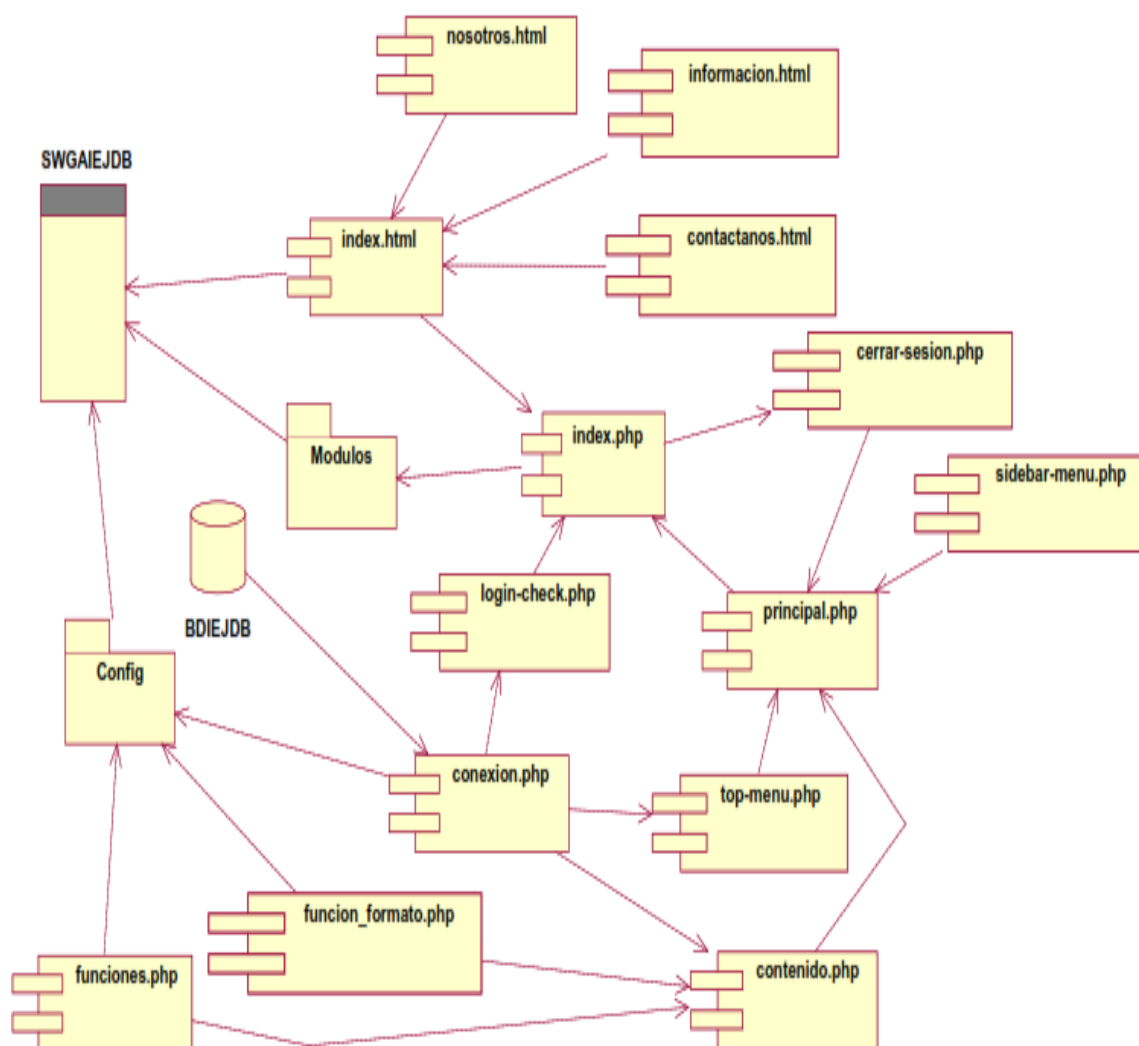 nosotros.html
informacion.html
SWGAIEJDB
index.html
contactanos.html
cerrar-sesion.php
index.php
Modulos
sidebar-menu.php
login-check.php
principal.php
BDIEJDB
Config
conexion.php
top-menu.php
funcion_formato.php
funciones.php
contenido.php